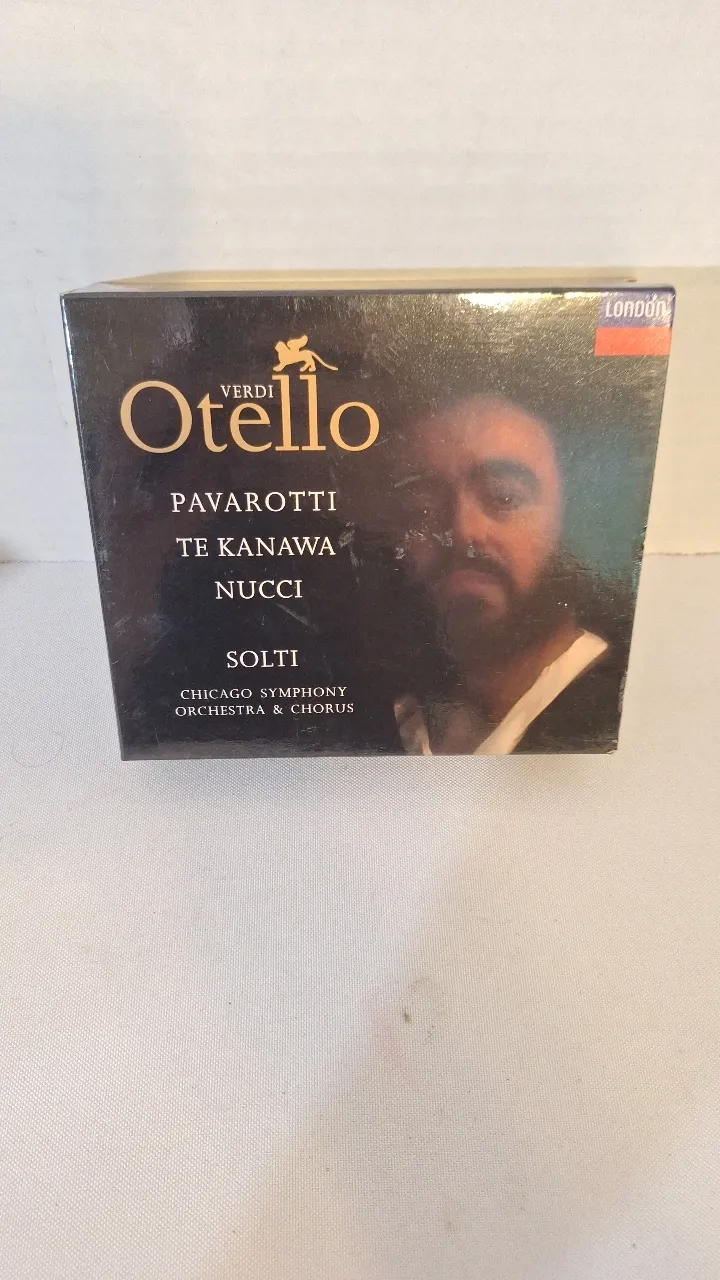 LONDON
VERDI
Otello
PAVAROTTI
TE KANAWA
NUCCI
SOLTI
CHICAGO SYMPHONY
ORCHESTRA & CHORUS